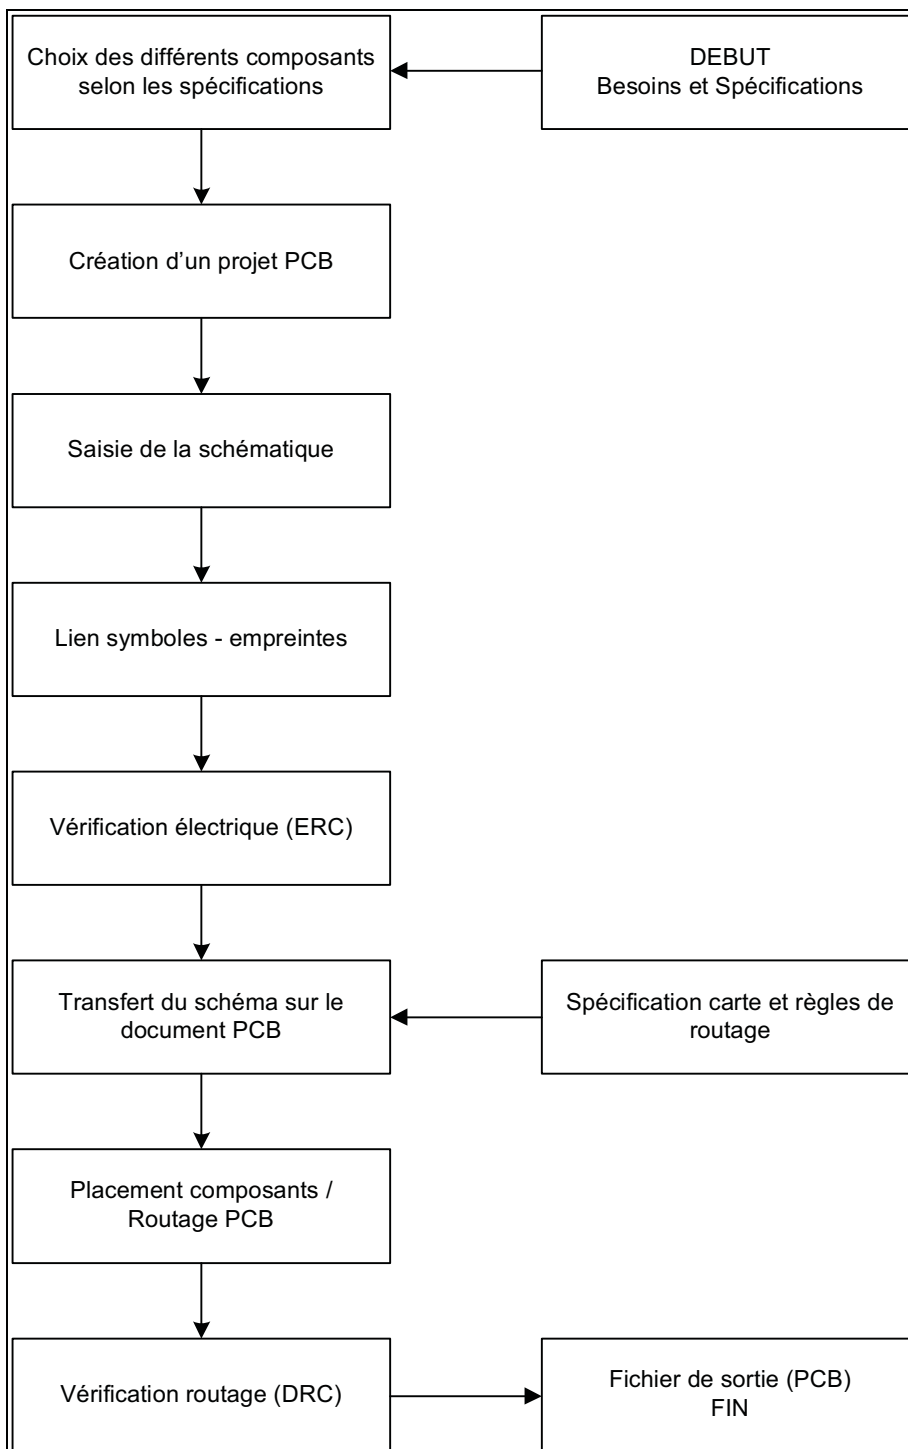 DEBUT
Besoins et Spécifications
Choix des différents composants
selon les spécifications
Création d’un projet PCB
Saisie de la schématique
Lien symboles - empreintes
Vérification électrique (ERC)
Transfert du schéma sur le
document PCB
Spécification carte et règles de
routage
Placement composants /
Routage PCB
Vérification routage (DRC)
Fichier de sortie (PCB)
FIN